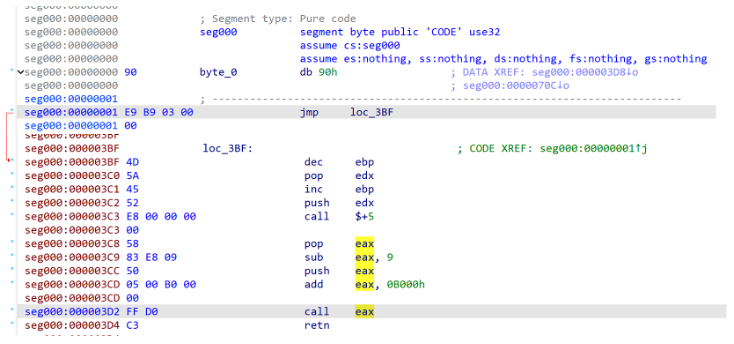 seg000:00000000 ; Segment type: Pure code
seg000:00000000 seg000 segment byte public 'CODE' use32
seg000:00000000 assume cs:seg000
seg000:00000000 assume es:nothing, ss:nothing, ds:nothing, fs:nothing, gs:nothing
seg000:00000000 90 byte_0 db 90h ; DATA XREF: seg000:000003D8↓o
seg000:00000000 ; seg000:0000070C↓o
seg000:00000001 ; ---------------------------------------------------------------------------
seg000:00000001 E9 B9 03 00 jmp loc_3BF
seg000:00000001 00
seg000:000003BF
seg000:000003BF loc_3BF: ; CODE XREF: seg000:00000001↑j
seg000:000003BF 4D dec ebp
seg000:000003C0 5A pop edx
seg000:000003C1 45 inc ebp
seg000:000003C2 52 push edx
seg000:000003C3 E8 00 00 00 call $+5
seg000:000003C3 00
seg000:000003C8 58 pop eax
seg000:000003C9 83 E8 09 sub eax, 9
seg000:000003CC 50 push eax
seg000:000003CD 05 00 B0 00 add eax, 0B000h
seg000:000003CD 00
seg000:000003D2 FF D0 call eax
seg000:000003D4 C3 retn